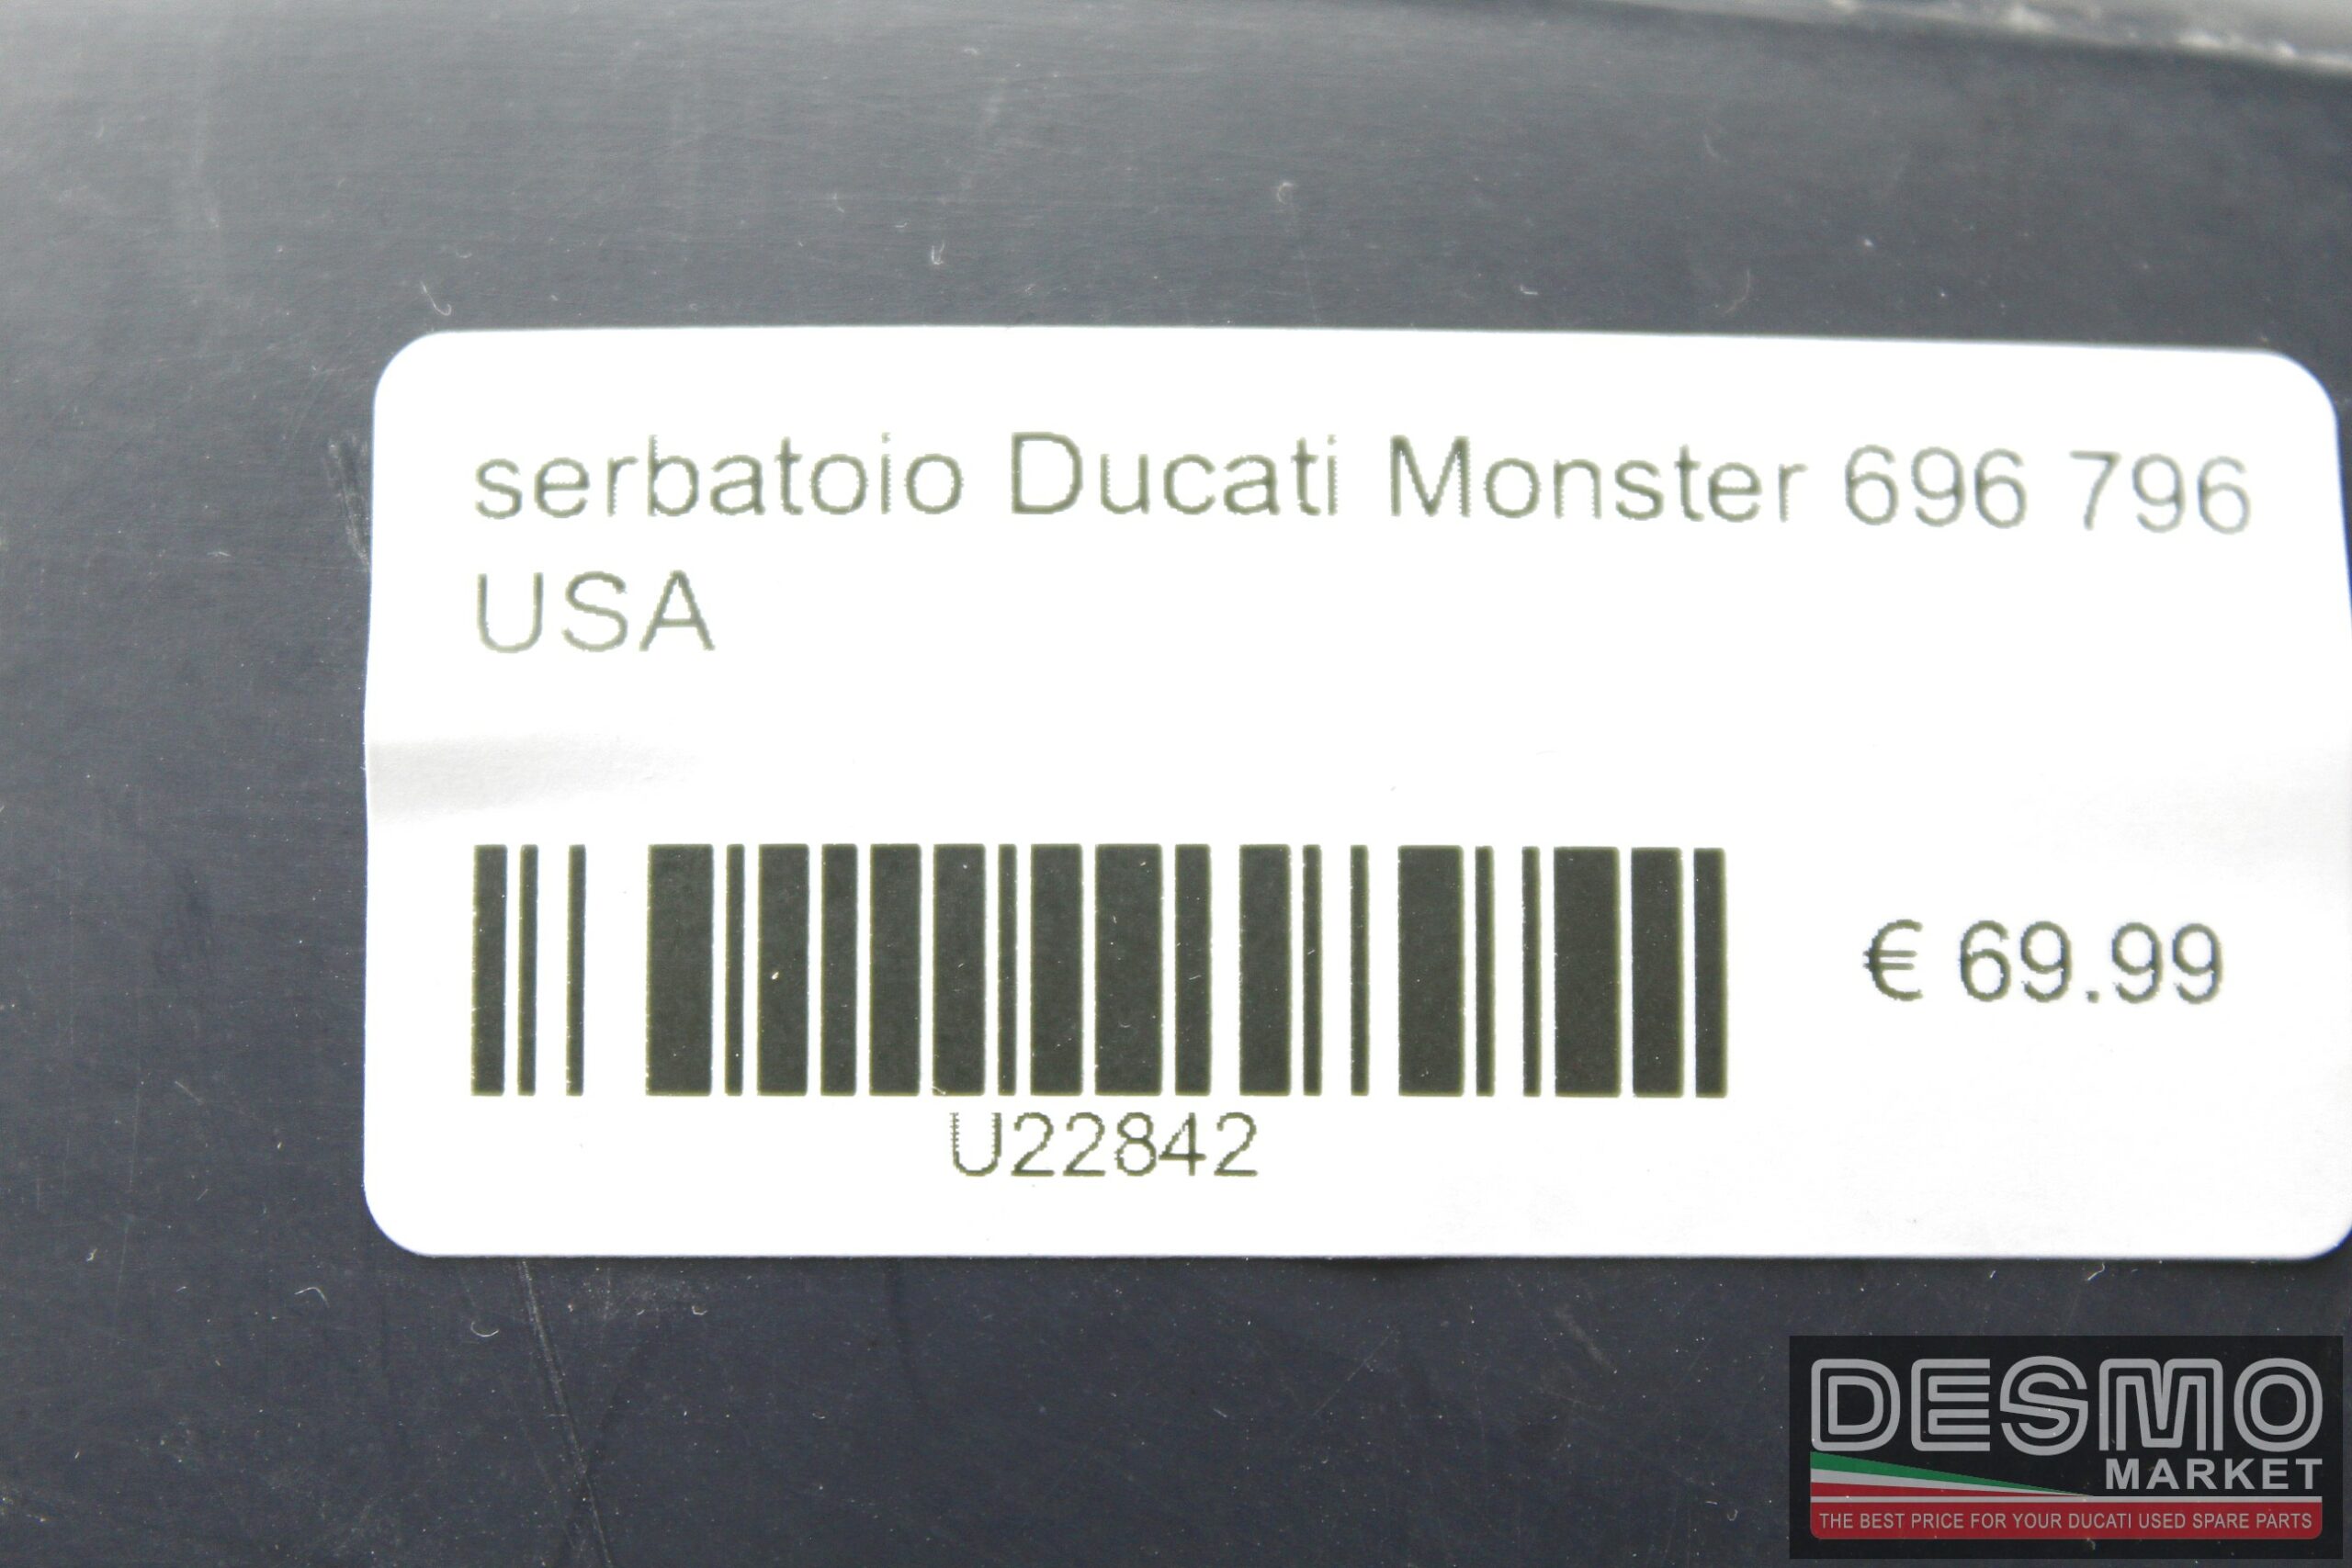 serbatoio Ducati Monster 696 796
USA
€ 69.99
U22842
DESMO
MARKET
THE BEST PRICE FOR YOUR DUCATI USED SPARE PARTS